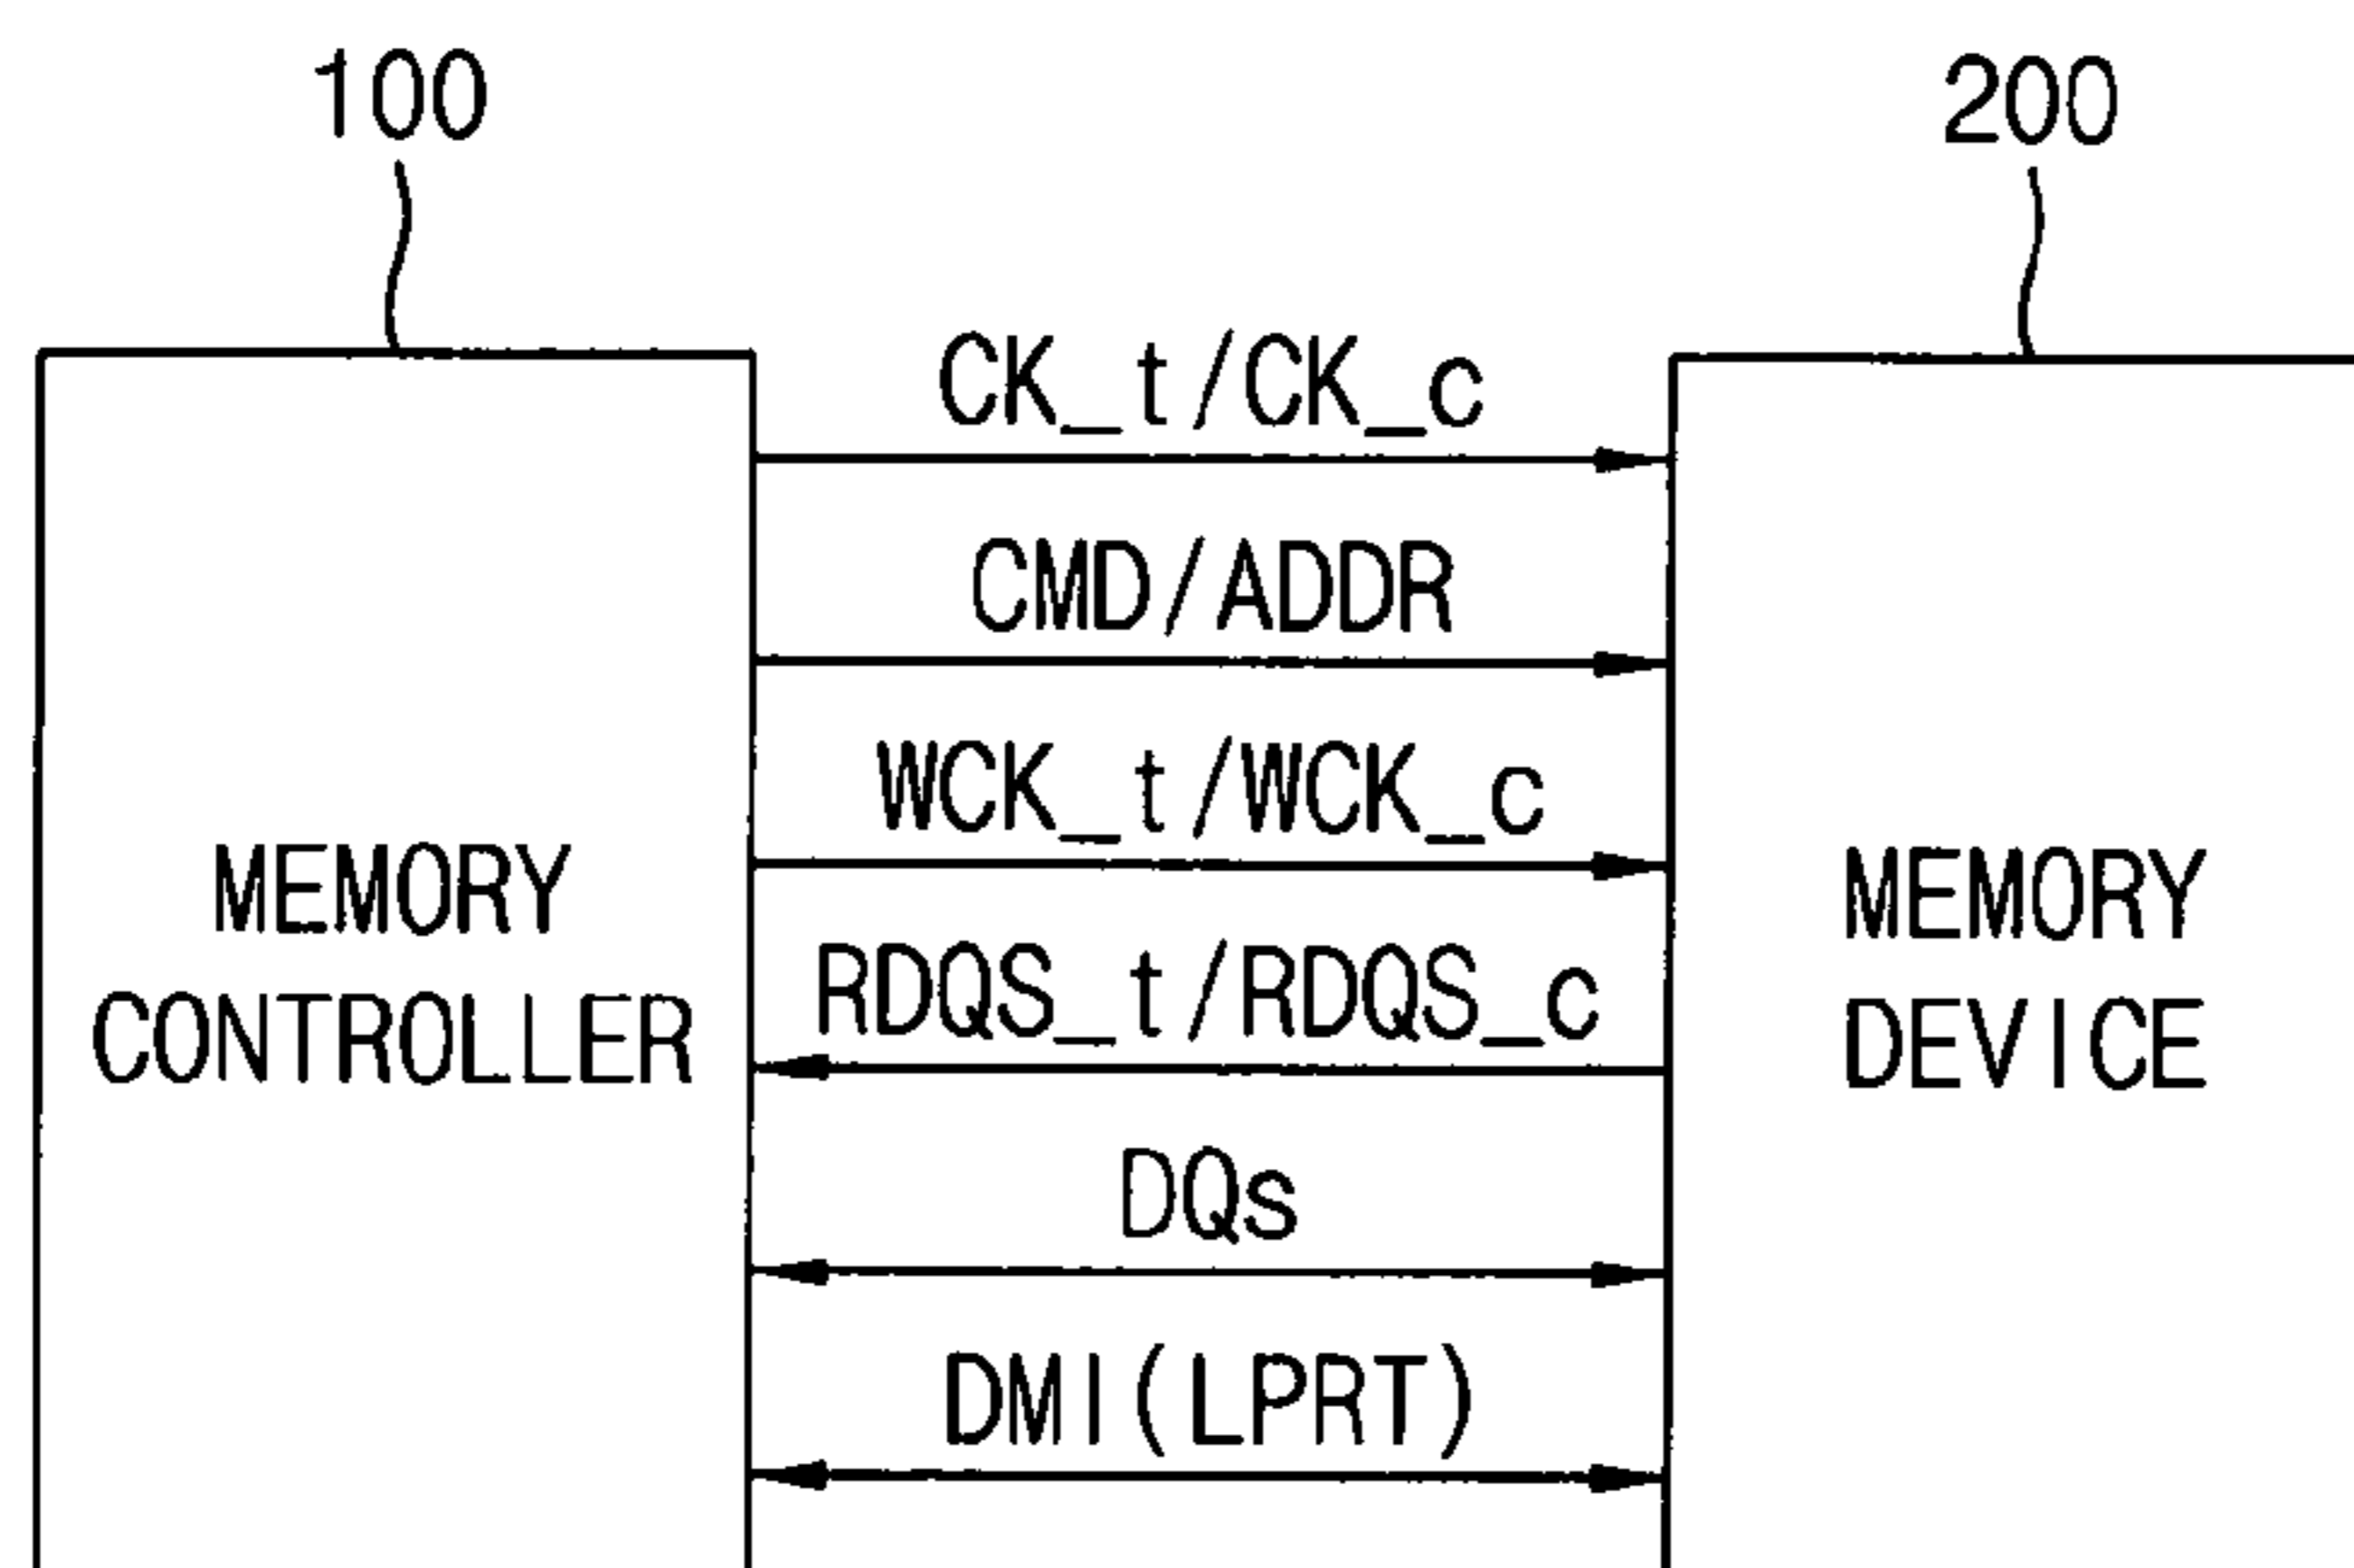 100
200
CK_t/CK_c
CMD/ADDR
WCK_t/WCK_c
MEMORY
CONTROLLER
RDQS_t/RDQS_c
MEMORY
DEVICE
DQs
DMI(LPRT)